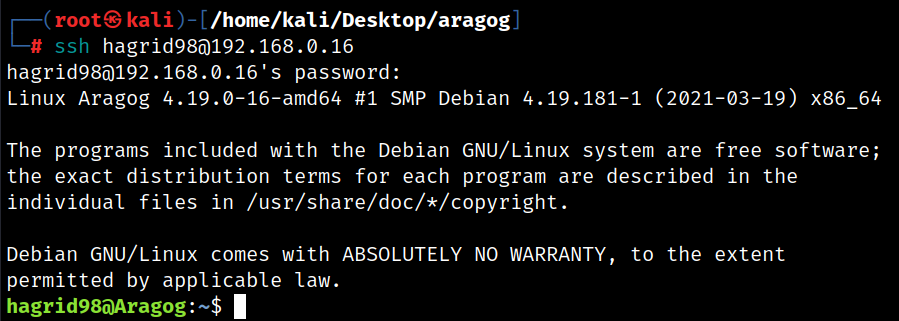 ┌──(root㉿kali)-[/home/kali/Desktop/aragog]
└─# ssh hagrid98@192.168.0.16
hagrid98@192.168.0.16's password:
Linux Aragog 4.19.0-16-amd64 #1 SMP Debian 4.19.181-1 (2021-03-19) x86_64
The programs included with the Debian GNU/Linux system are free software;
the exact distribution terms for each program are described in the
individual files in /usr/share/doc/*/copyright.
Debian GNU/Linux comes with ABSOLUTELY NO WARRANTY, to the extent
permitted by applicable law.
hagrid98@Aragog:~$